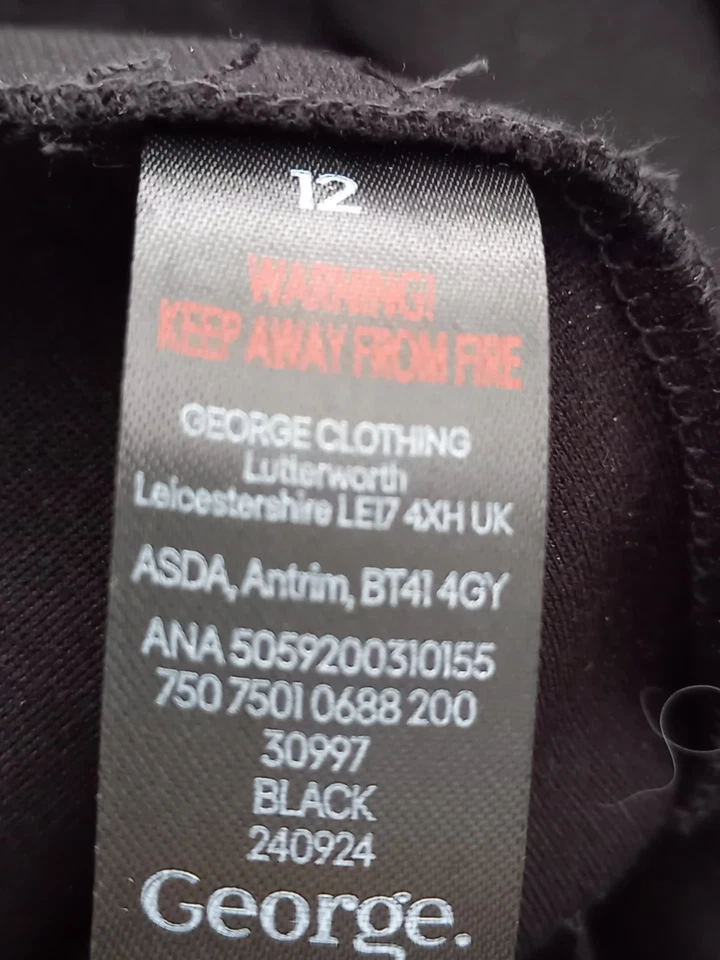 12
WARNING!
KEEP AWAY FROM FIRE
GEORGE CLOTHING
Lutterworth
Leicestershire LE17 4XH UK
ASDA, Antrim, BT41 4GY
ANA 5059200310155
750 7501 0688 200
30997
BLACK
240924
George.